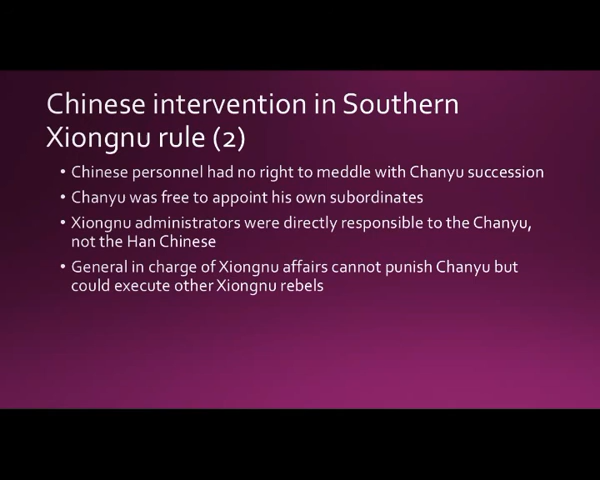 Chinese intervention in Southern
Xiongnu rule (2)
• Chinese personnel had no right to meddle with Chanyu succession
• Chanyu was free to appoint his own subordinates
• Xiongnu administrators were directly responsible to the Chanyu,
not the Han Chinese
• General in charge of Xiongnu affairs cannot punish Chanyu but
could execute other Xiongnu rebels